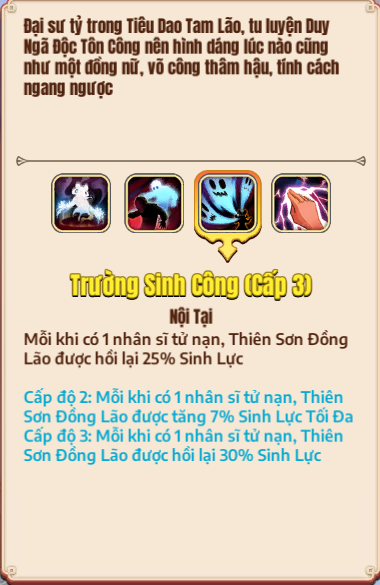 Đại sư tỷ trong Tiêu Dao Tam Lão, tu luyện Duy
Ngã Độc Tôn Công nên hình dáng lúc nào cũng
như một đồng nữ, võ công thâm hậu, tính cách
ngang ngược
Trường Sinh Công (Cấp 3)
Nội Tại
Mỗi khi có 1 nhân sĩ tử nạn, Thiên Sơn Đồng
Lão được hồi lại 25% Sinh Lực
Cấp độ 2: Mỗi khi có 1 nhân sĩ tử nạn, Thiên
Sơn Đồng Lão được tăng 7% Sinh Lực Tối Đa
Cấp độ 3: Mỗi khi có 1 nhân sĩ tử nạn, Thiên
Sơn Đồng Lão được hồi lại 30% Sinh Lực